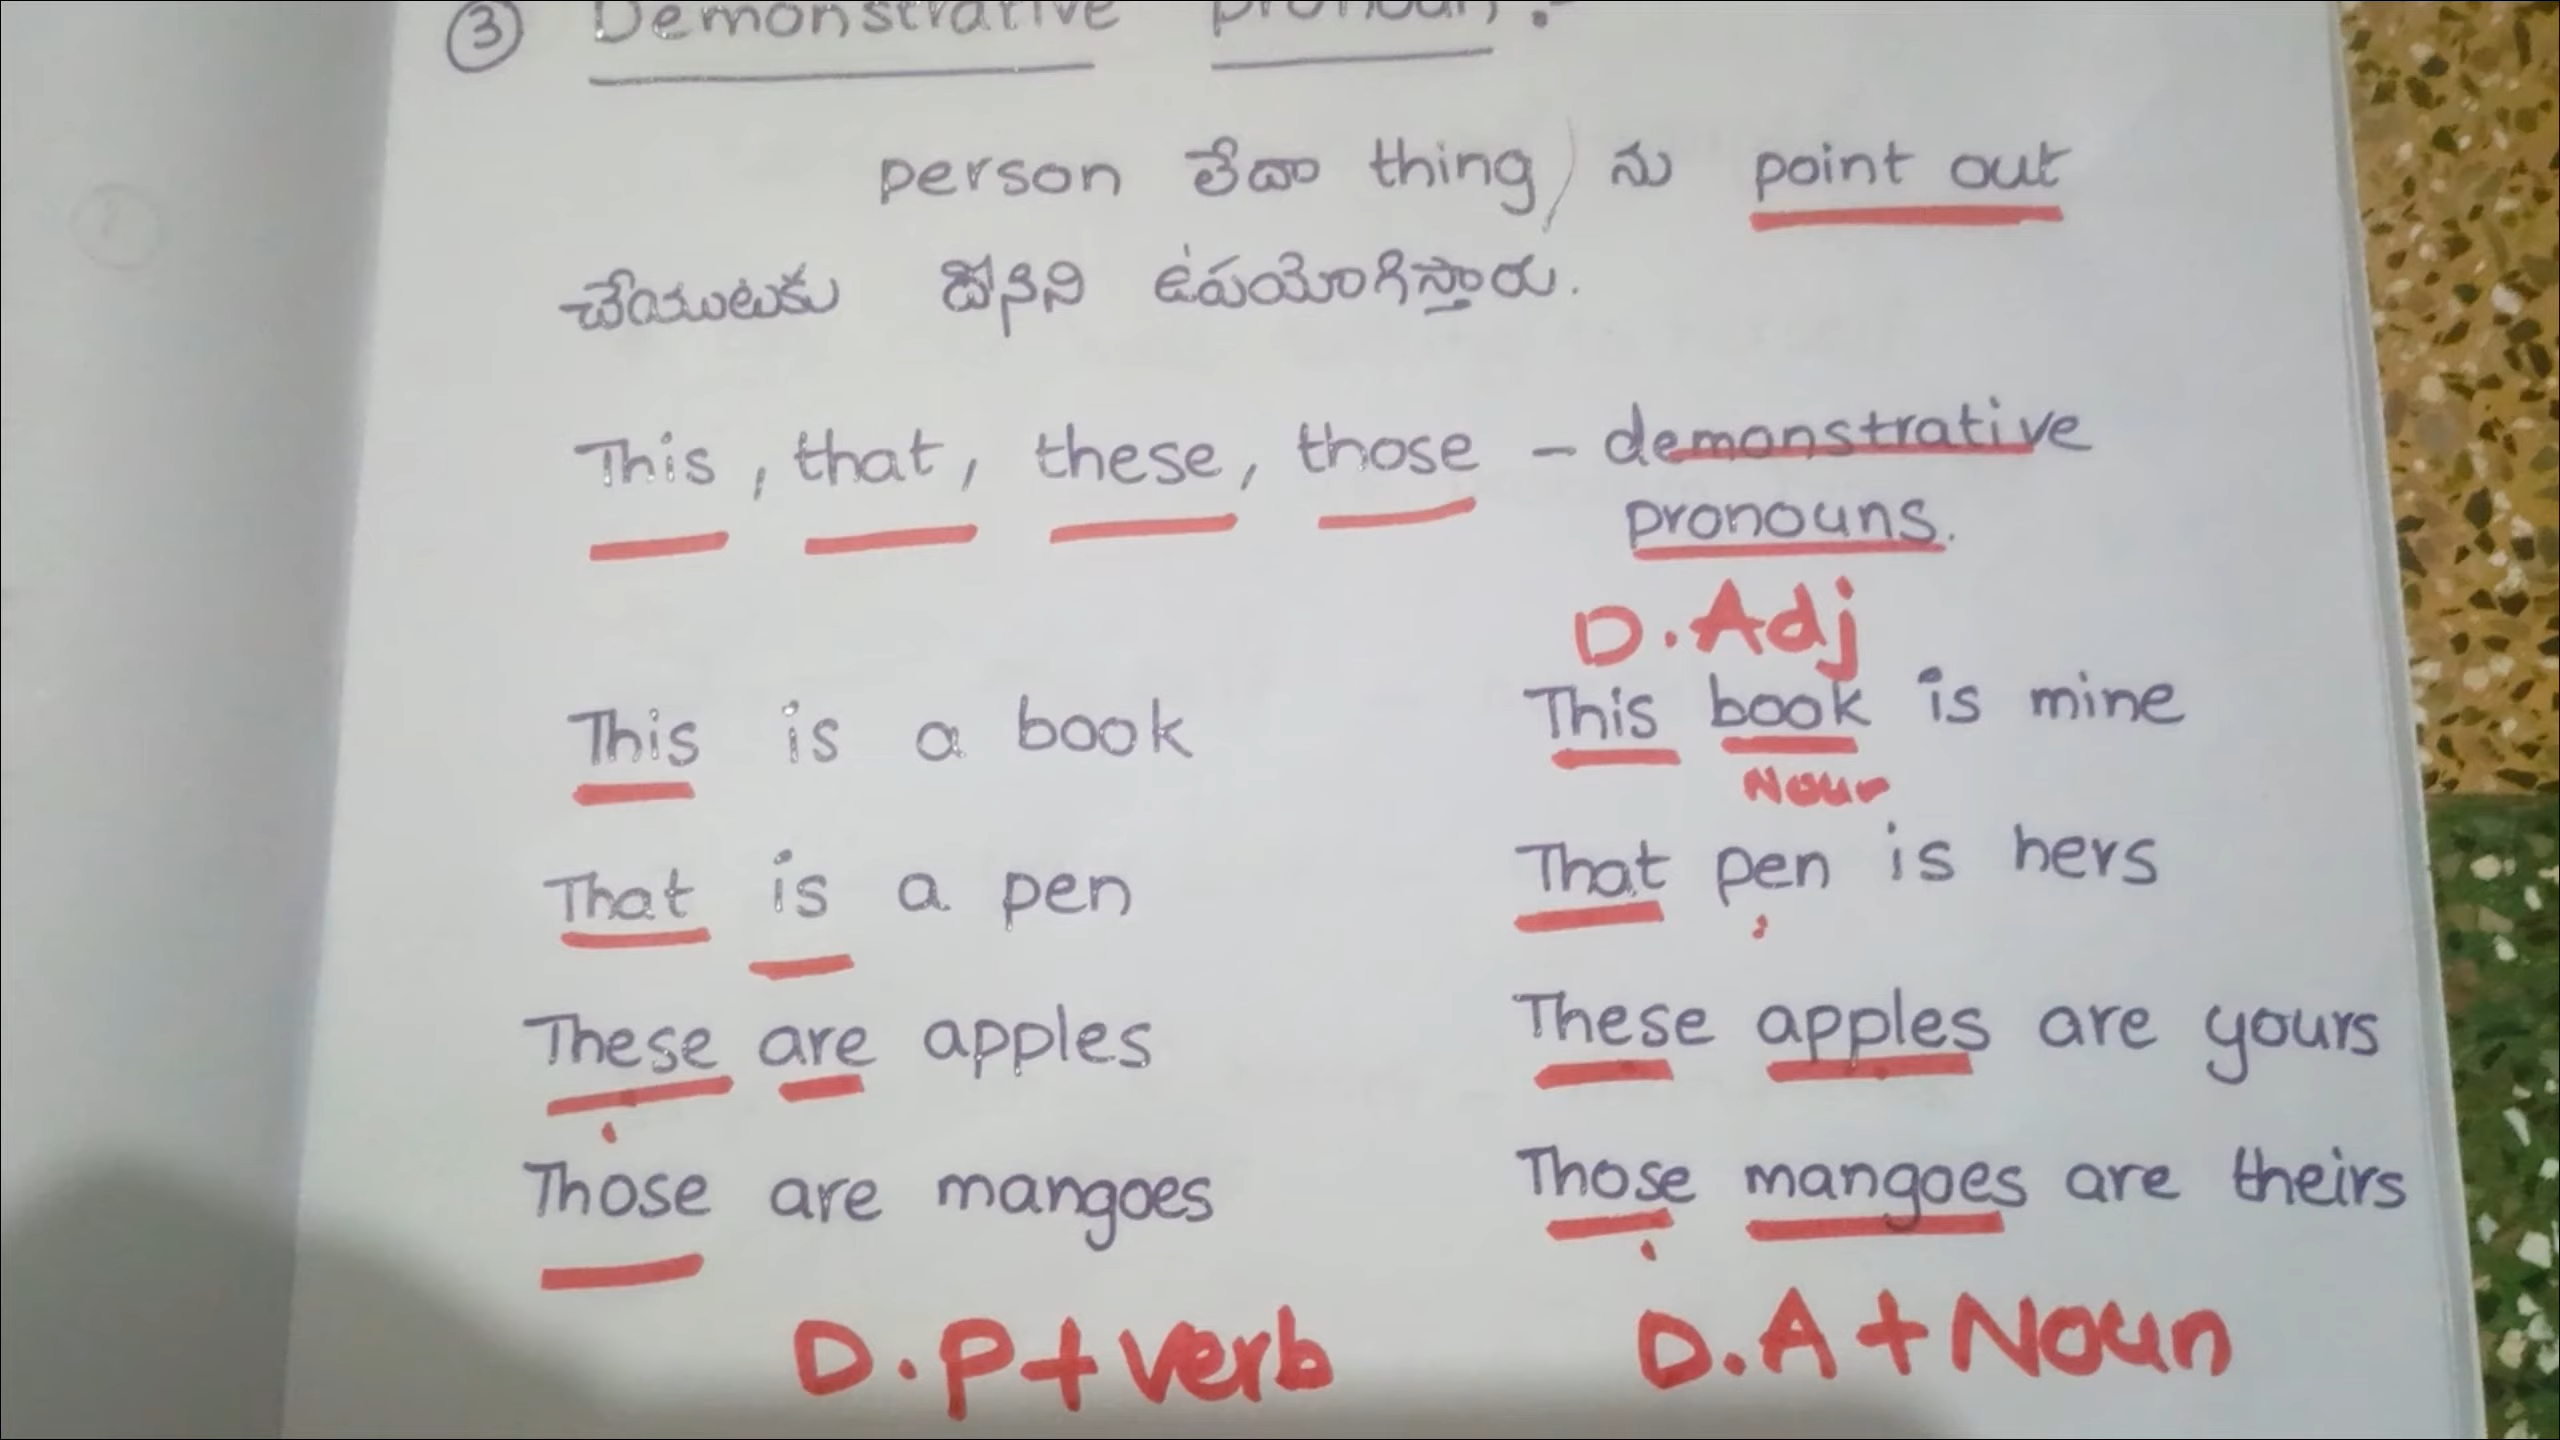 ③ Demonstrative pronoun :-
person లేదా thing ను point out
చేయుటకు దీనిని ఉపయోగిస్తారు.
This, that, these, those - demonstrative
pronouns.
D. Adj
This is a book
This book is mine
Noun
That is a pen
That pen is hers
These are apples
These apples are yours
Those are mangoes
Those mangoes are theirs
D.P + verb
D.A + Noun